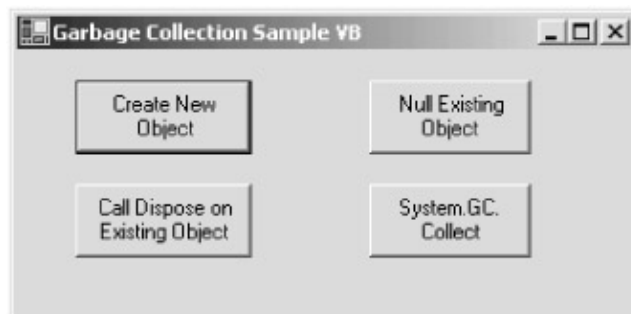 Garbage Collection Sample VB
Create New
Object
Null Existing
Object
Call Dispose on
Existing Object
System.GC.
Collect